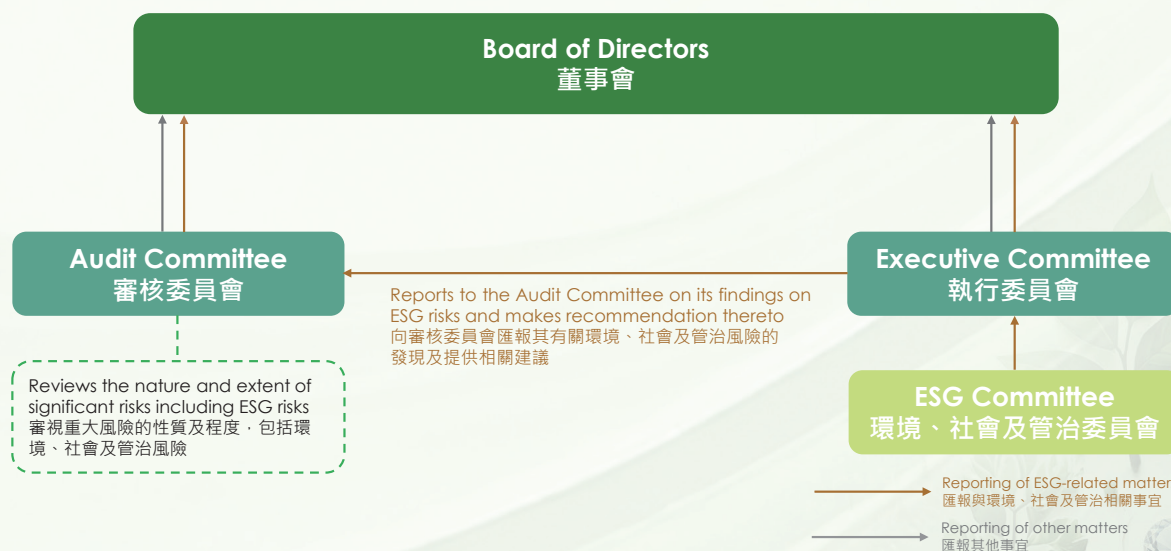 Board of Directors
董事會
Audit Committee
審核委員會
Executive Committee
執行委員會
Reports to the Audit Committee on its findings on
ESG risks and makes recommendation thereto
向審核委員會匯報其有關環境、社會及管治風險的
發現及提供相關建議
Reviews the nature and extent of
significant risks including ESG risks
審視重大風險的性質及程度，包括環
境、社會及管治風險
ESG Committee
環境、社會及管治委員會
Reporting of ESG-related matter
匯報與環境、社會及管治相關事宜
Reporting of other matters
匯報其他事宜